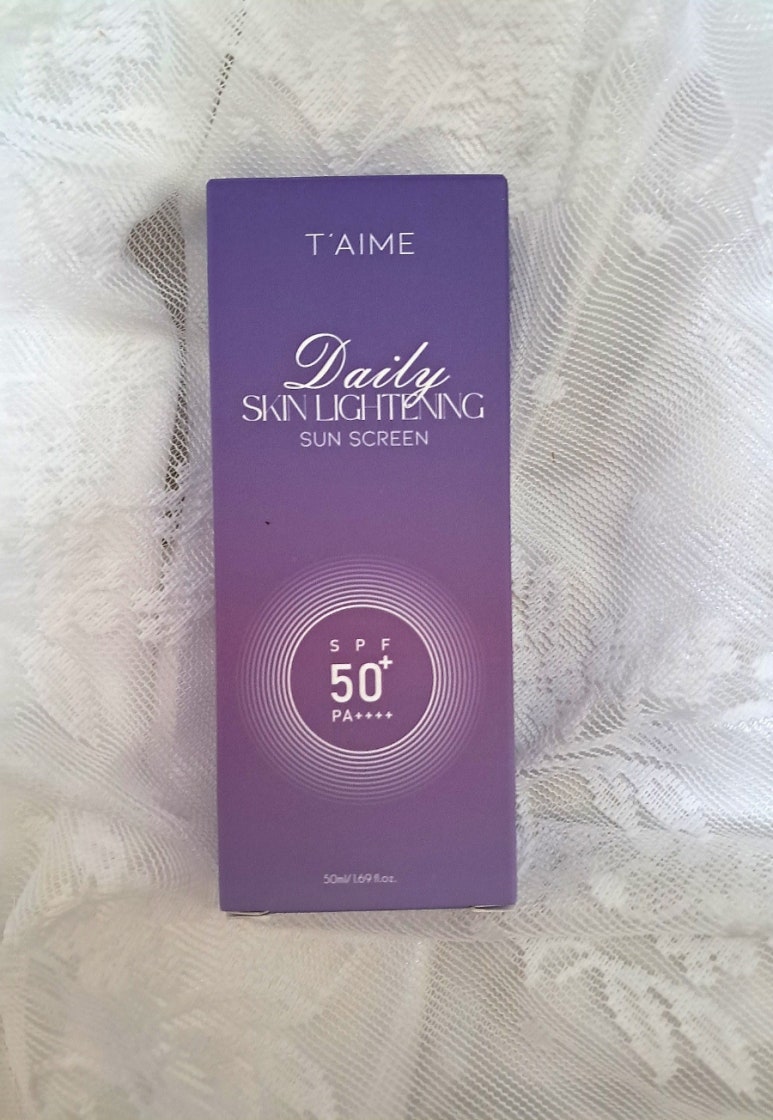 T'AIME
Daily
SKIN LIGHTENING
SUN SCREEN
SPF
50+
PA++++
50ml/1.69 fl.oz.